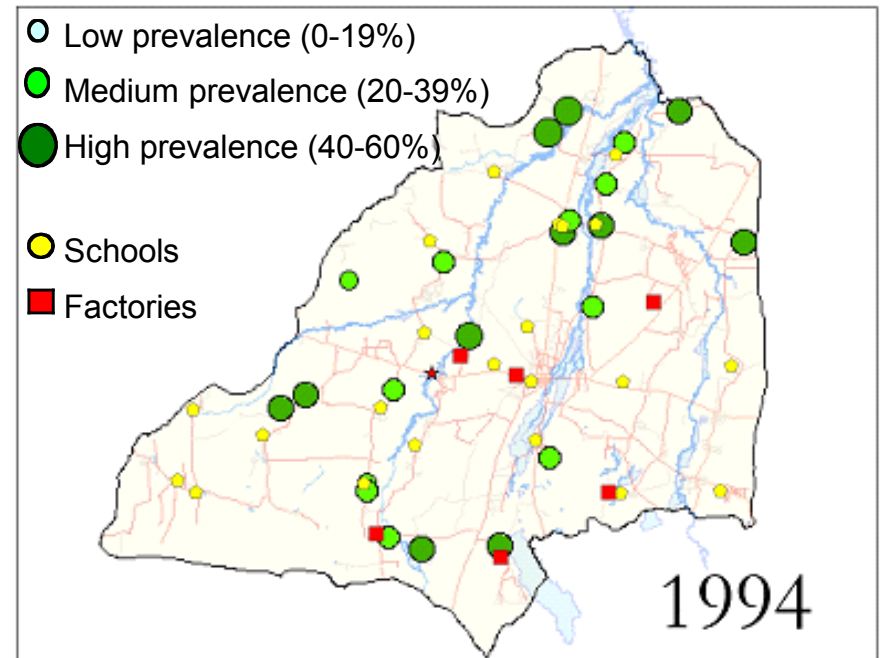 Low prevalence (0-19%)
Medium prevalence (20-39%)
High prevalence (40-60%)
Schools
Factories
1994